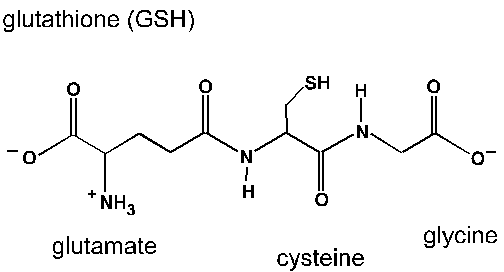 glutathione (GSH)
O
O
SH
H
O
⁻O
N
H
N
O⁻
⁺NH₃
O
glutamate
cysteine
glycine